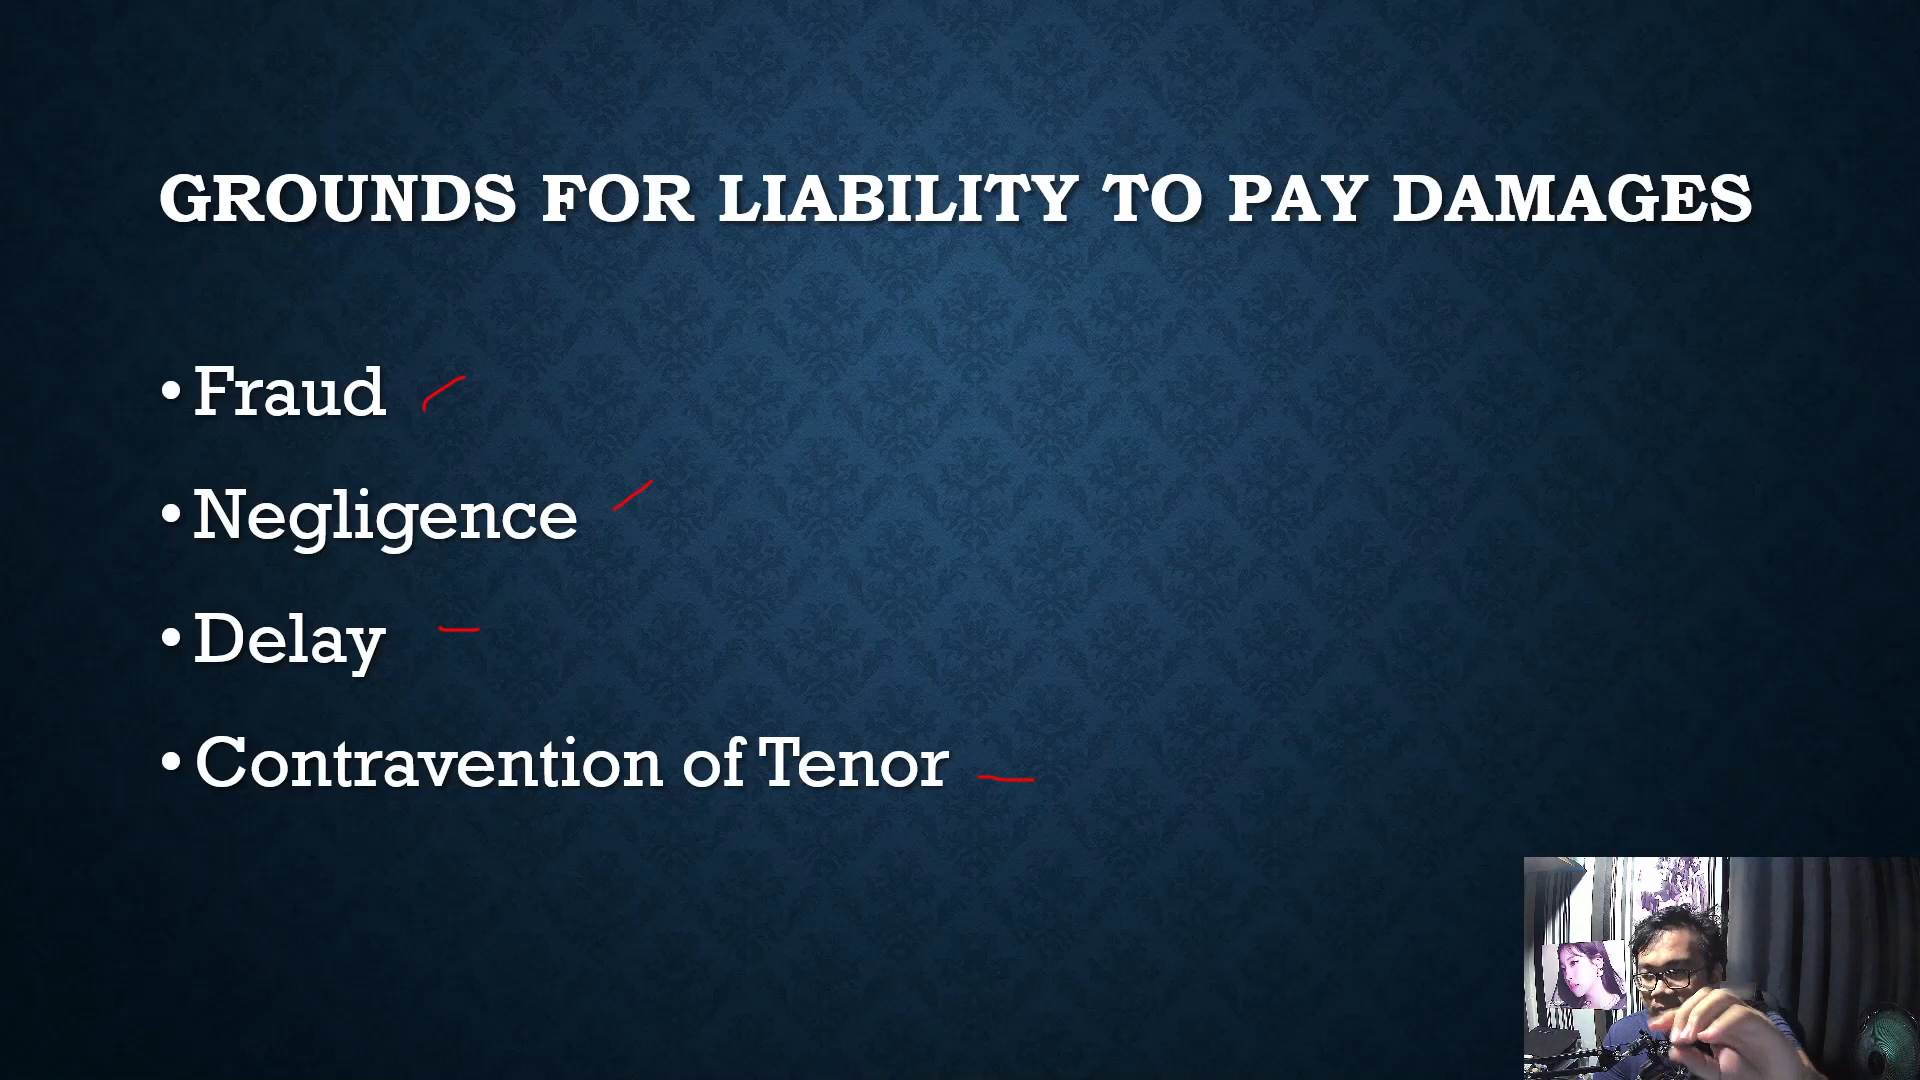 GROUNDS FOR LIABILITY TO PAY DAMAGES
• Fraud
• Negligence
• Delay
• Contravention of Tenor